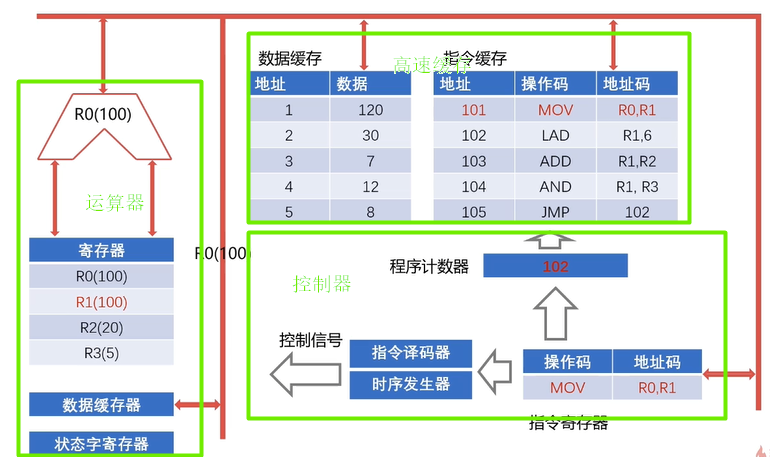 数据缓存
高速缓存
指令缓存
地址 数据
1 120
2 30
3 7
4 12
5 8
地址 操作码 地址码
101 MOV R0,R1
102 LAD R1,6
103 ADD R1,R2
104 AND R1, R3
105 JMP 102
R0(100)
运算器
寄存器
R0(100)
R1(100)
R2(20)
R3(5)
数据缓存器
状态字寄存器
R0(100
控制器
程序计数器
102
控制信号
指令译码器
时序发生器
操作码 地址码
MOV R0,R1
指令寄存器